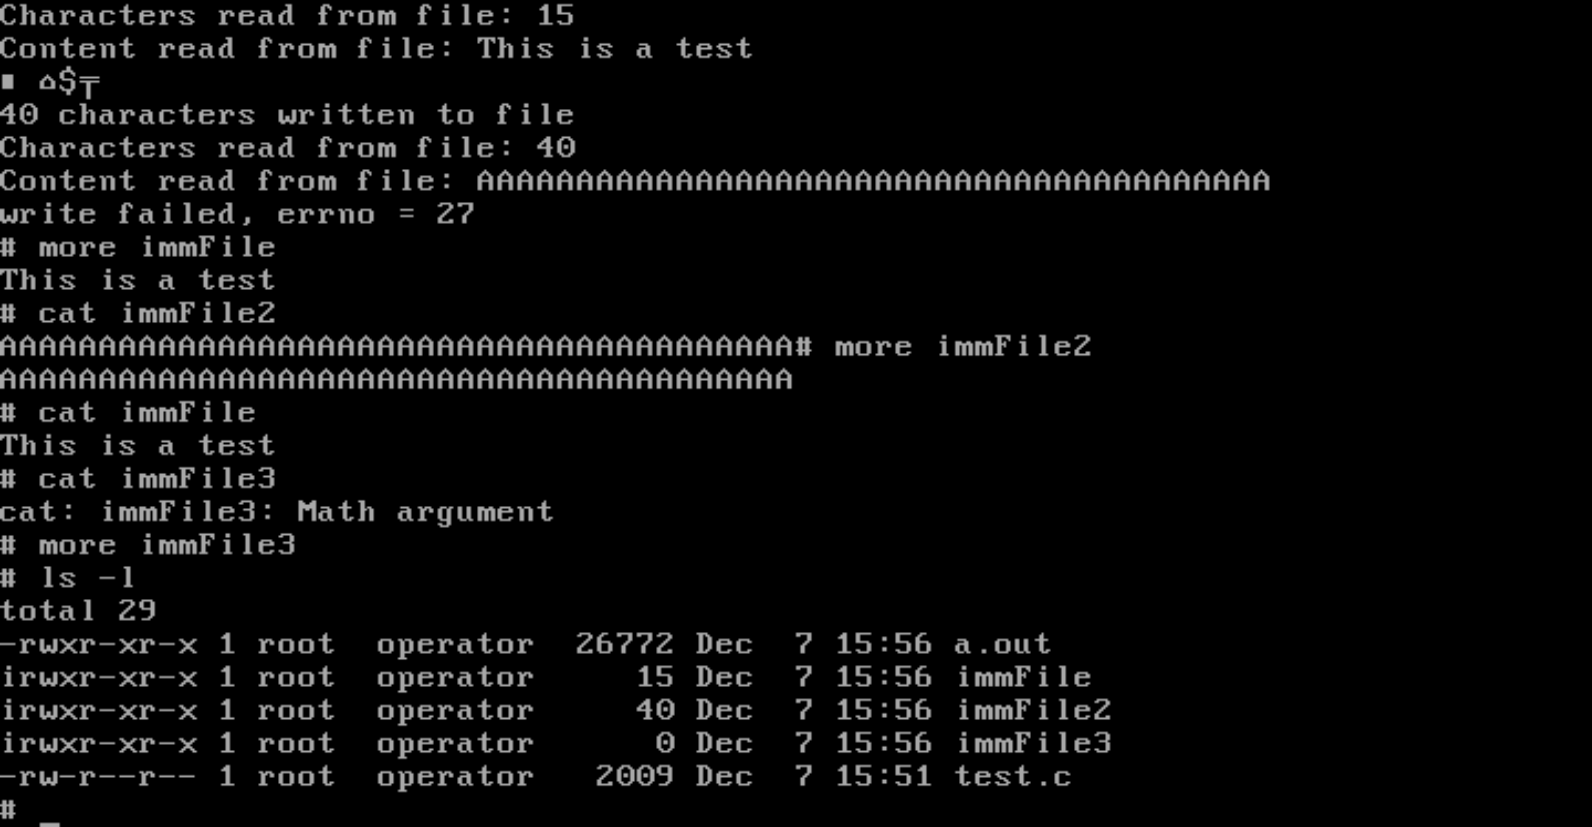 Characters read from file: 15
Content read from file: This is a test
∎ ⌂$╤
40 characters written to file
Characters read from file: 40
Content read from file: AAAAAAAAAAAAAAAAAAAAAAAAAAAAAAAAAAAAAAAA
write failed, errno = 27
# more immFile
This is a test
# cat immFile2
AAAAAAAAAAAAAAAAAAAAAAAAAAAAAAAAAAAAAAAA# more immFile2
AAAAAAAAAAAAAAAAAAAAAAAAAAAAAAAAAAAAAAAA
# cat immFile
This is a test
# cat immFile3
cat: immFile3: Math argument
# more immFile3
# ls -l
total 29
-rwxr-xr-x 1 root  operator  26772 Dec  7 15:56 a.out
irwxr-xr-x 1 root  operator     15 Dec  7 15:56 immFile
irwxr-xr-x 1 root  operator     40 Dec  7 15:56 immFile2
irwxr-xr-x 1 root  operator      0 Dec  7 15:56 immFile3
-rw-r--r-- 1 root  operator   2009 Dec  7 15:51 test.c
# _